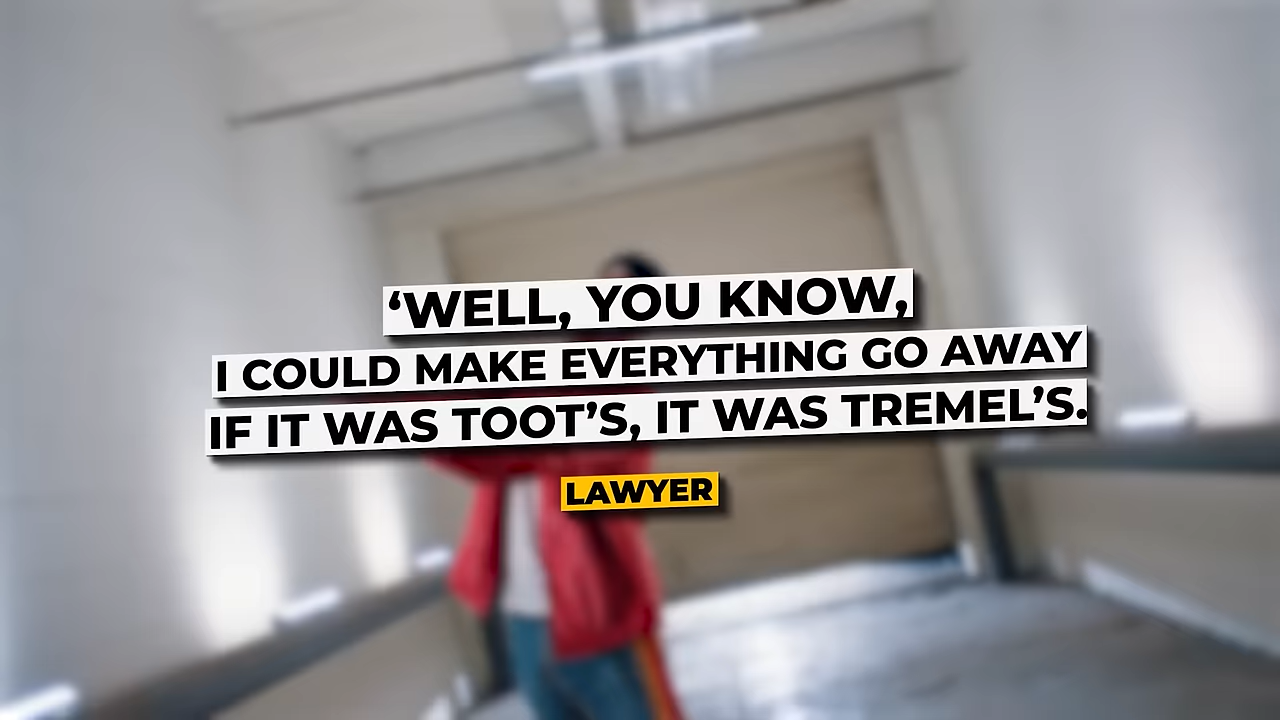 ‘WELL, YOU KNOW,
I COULD MAKE EVERYTHING GO AWAY
IF IT WAS TOOT’S, IT WAS TREMEL’S.
LAWYER